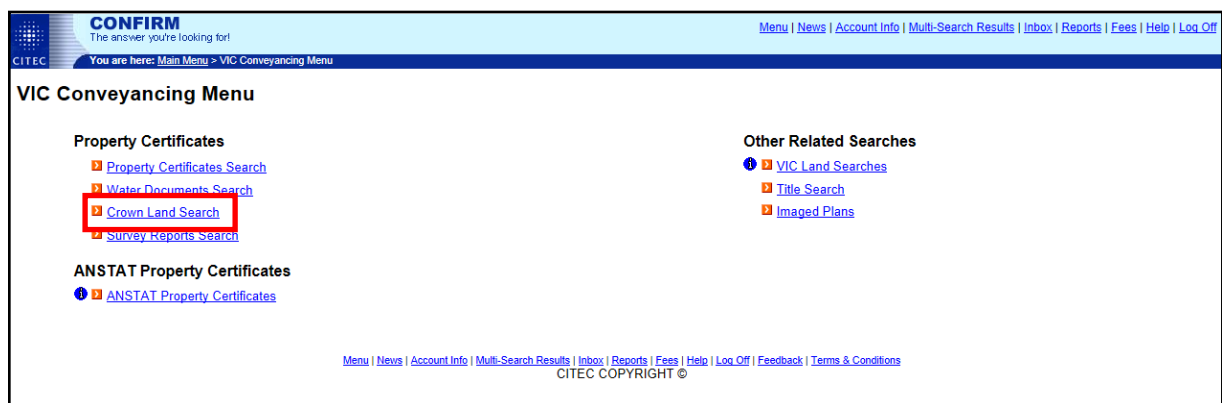 CONFIRM
The answer you're looking for!
Menu | News | Account Info | Multi-Search Results | Inbox | Reports | Fees | Help | Log Off
CITEC
You are here: Main Menu > VIC Conveyancing Menu
VIC Conveyancing Menu
Property Certificates
Property Certificates Search
Water Documents Search
Crown Land Search
Survey Reports Search
ANSTAT Property Certificates
ANSTAT Property Certificates
Other Related Searches
VIC Land Searches
Title Search
Imaged Plans
Menu | News | Account Info | Multi-Search Results | Inbox | Reports | Fees | Help | Log Off | Feedback | Terms & Conditions
CITEC COPYRIGHT ©